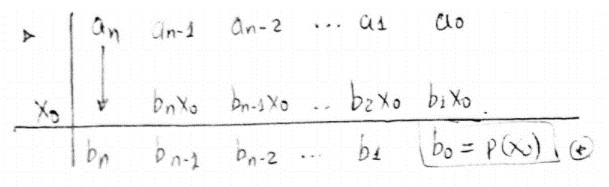 ▷ aₙ aₙ₋₁ aₙ₋₂ ... a₁ a₀
x₀ bₙx₀ bₙ₋₁x₀ .. b₂x₀ b₁x₀
bₙ bₙ₋₁ bₙ₋₂ ... b₁ b₀ = p(x₀) (*)